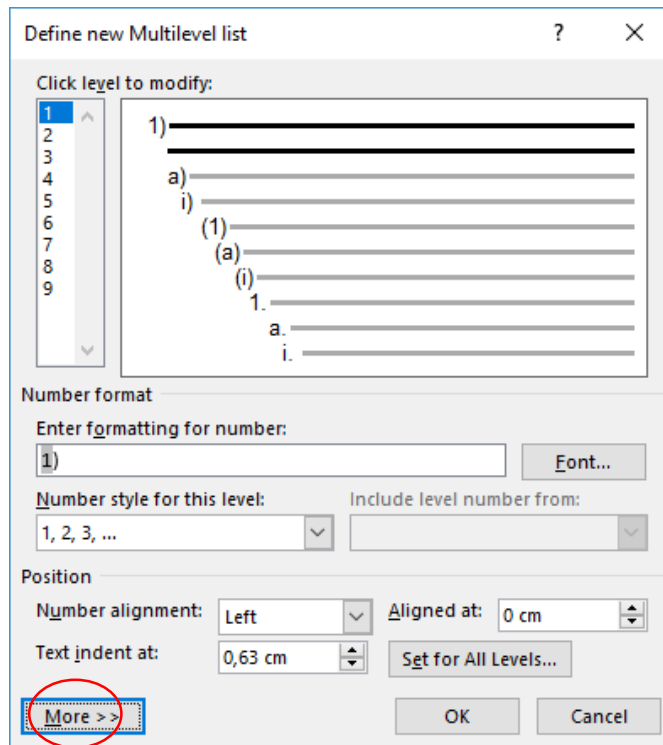 Define new Multilevel list ? ×
Click level to modify:
1
2
3
4
5
6
7
8
9
1)
a)
i)
(1)
(a)
(i)
1.
a.
i.
Number format
Enter formatting for number:
1) Font...
Number style for this level: Include level number from:
1, 2, 3, ...
Position
Number alignment: Left Aligned at: 0 cm
Text indent at: 0,63 cm Set for All Levels...
More >> OK Cancel